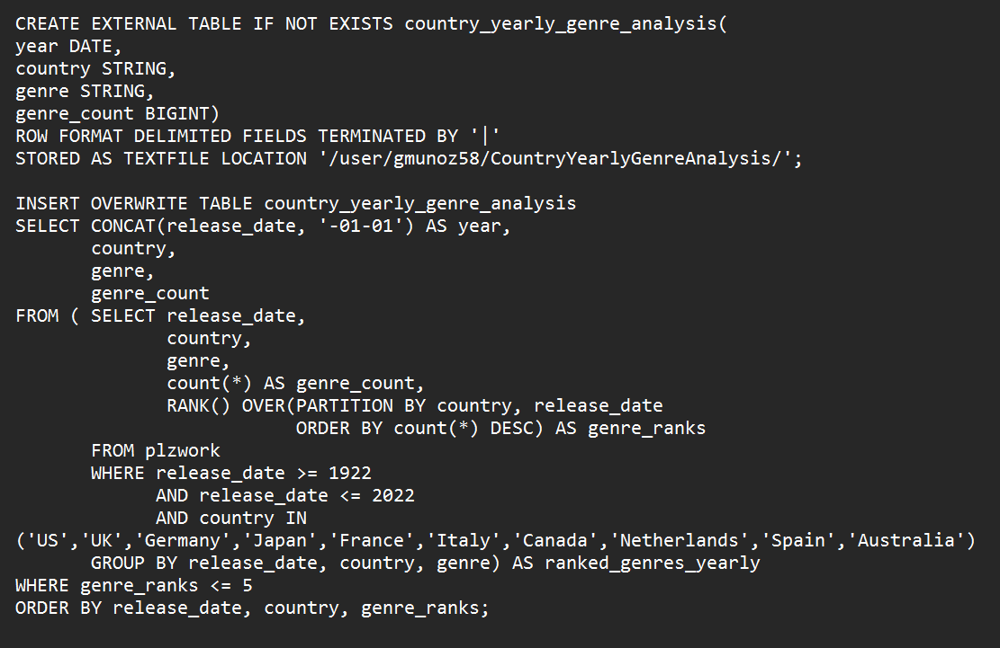 CREATE EXTERNAL TABLE IF NOT EXISTS country_yearly_genre_analysis(
year DATE,
country STRING,
genre STRING,
genre_count BIGINT)
ROW FORMAT DELIMITED FIELDS TERMINATED BY '|'
STORED AS TEXTFILE LOCATION '/user/gmunoz58/CountryYearlyGenreAnalysis/';

INSERT OVERWRITE TABLE country_yearly_genre_analysis
SELECT CONCAT(release_date, '-01-01') AS year,
       country,
       genre,
       genre_count
FROM ( SELECT release_date,
              country,
              genre,
              count(*) AS genre_count,
              RANK() OVER(PARTITION BY country, release_date
                          ORDER BY count(*) DESC) AS genre_ranks
       FROM plzwork
       WHERE release_date >= 1922
             AND release_date <= 2022
             AND country IN
('US','UK','Germany','Japan','France','Italy','Canada','Netherlands','Spain','Australia')
       GROUP BY release_date, country, genre) AS ranked_genres_yearly
WHERE genre_ranks <= 5
ORDER BY release_date, country, genre_ranks;